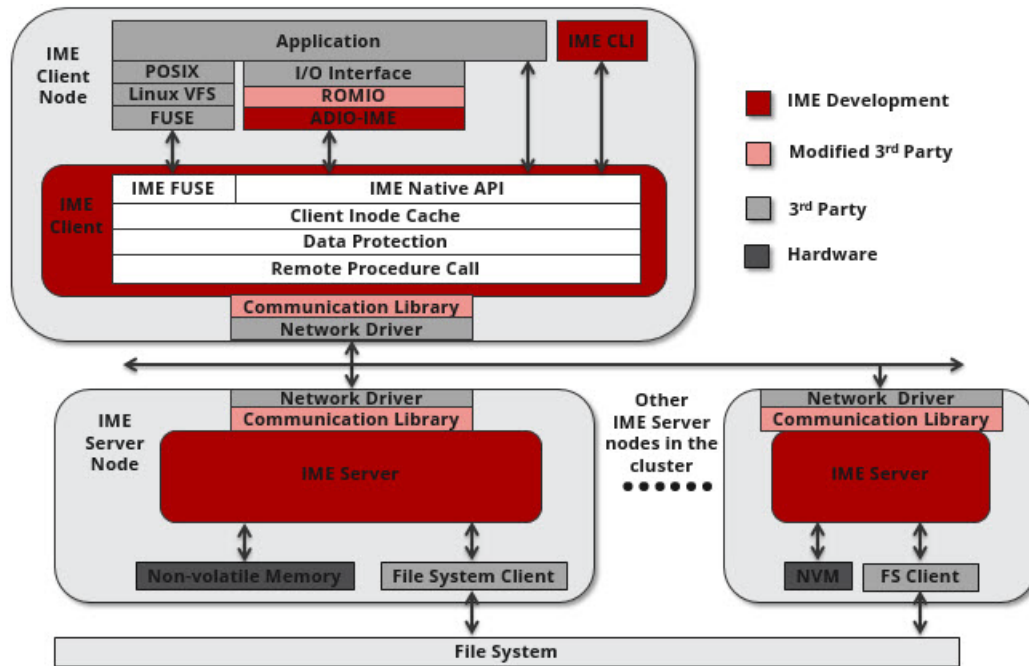 IME
Client
Node
Application
IME CLI
POSIX
Linux VFS
FUSE
I/O Interface
ROMIO
ADIO-IME
IME Development
Modified 3rd Party
3rd Party
Hardware
IME
Client
IME FUSE
IME Native API
Client Inode Cache
Data Protection
Remote Procedure Call
Communication Library
Network Driver
IME
Server
Node
Network Driver
Communication Library
IME Server
Non-volatile Memory
File System Client
Other
IME Server
nodes in the
cluster
Network Driver
Communication Library
IME Server
NVM
FS Client
File System